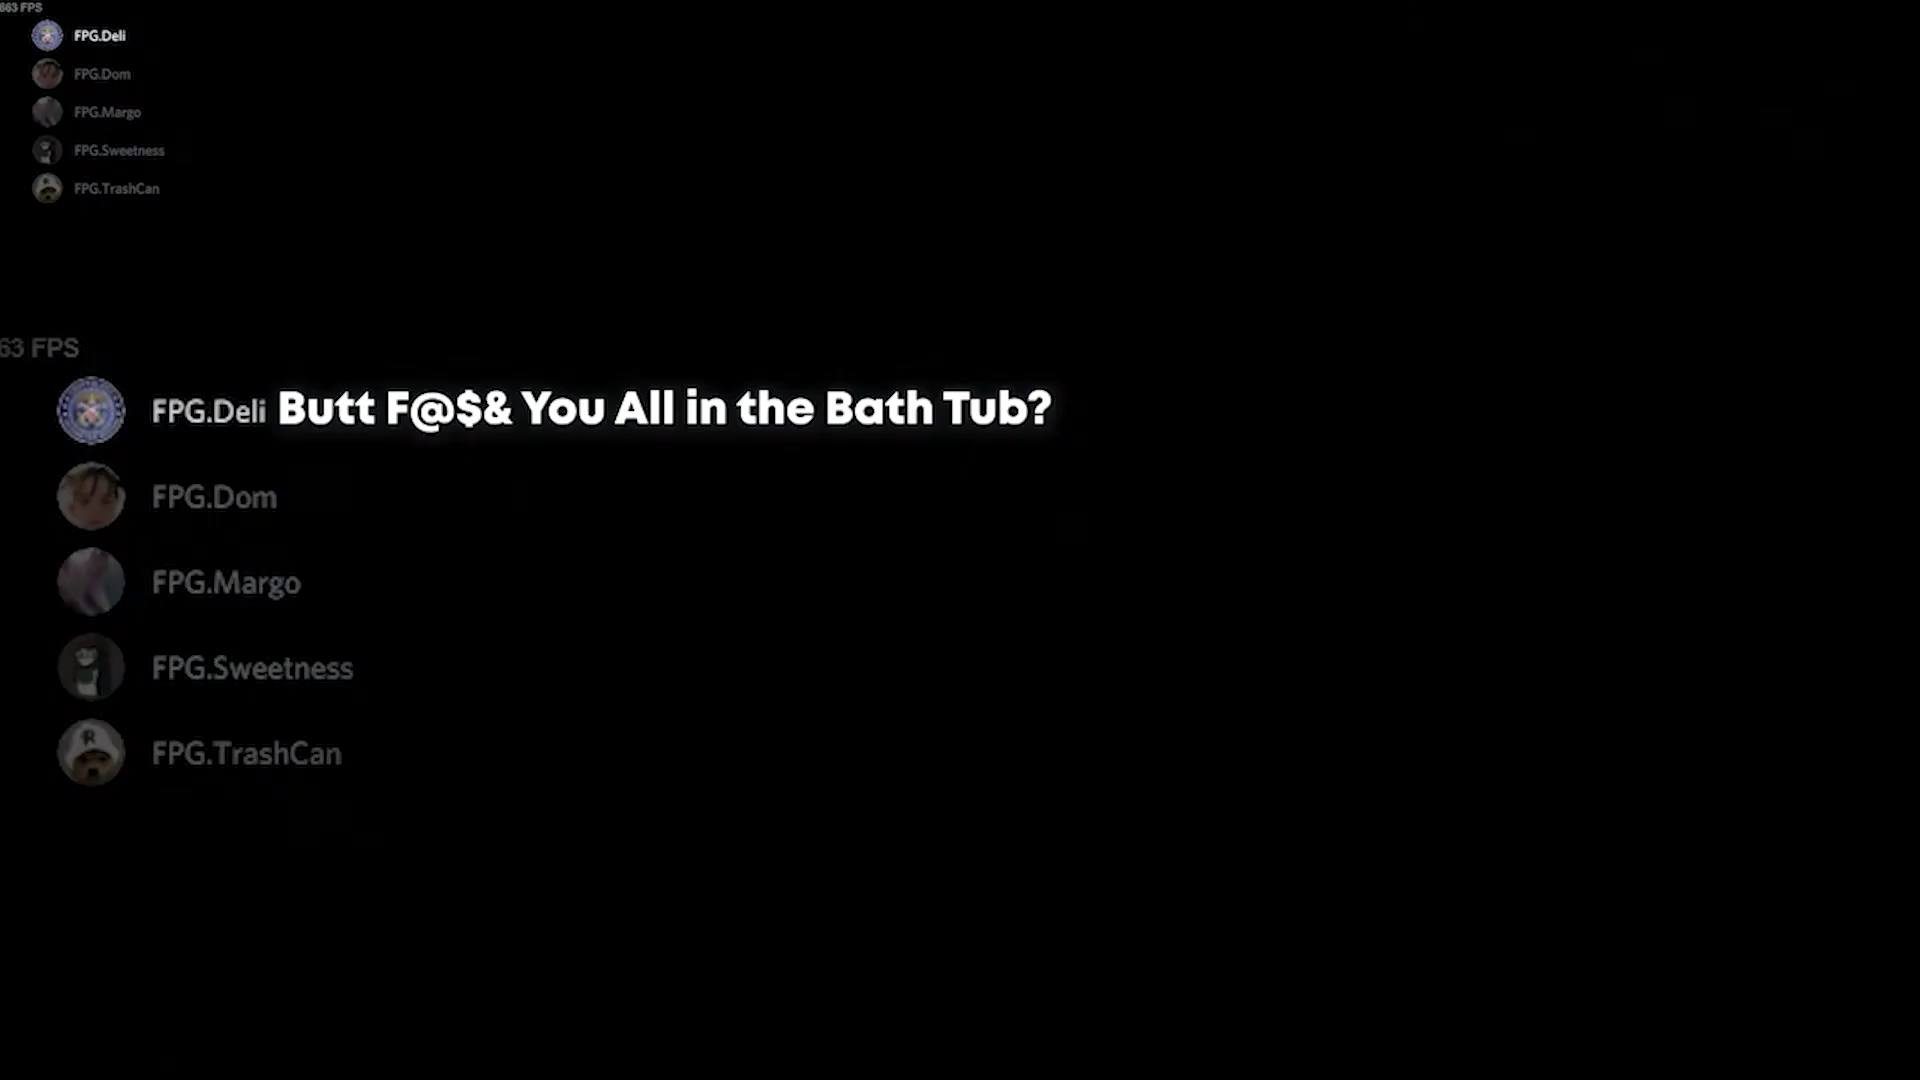 663 FPS
FPG.Deli
FPG.Dom
FPG.Margo
FPG.Sweetness
FPG.TrashCan
63 FPS
FPG.Deli Butt F@$& You All in the Bath Tub?
FPG.Dom
FPG.Margo
FPG.Sweetness
R
FPG.TrashCan